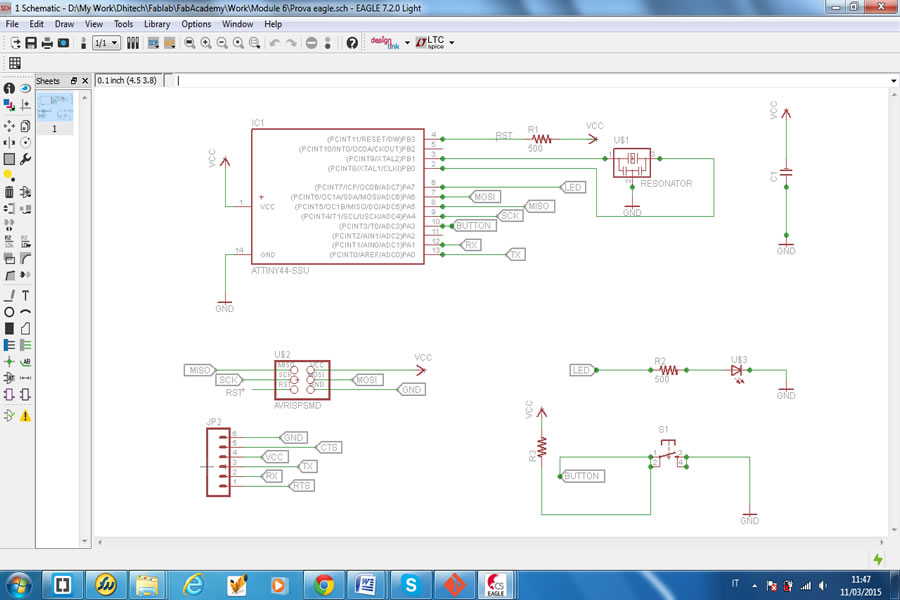 1 Schematic - D:\My Work\Dhitech\Fablab\FabAcademy\Work\Module 6\Prova eagle.sch - EAGLE 7.2.0 Light
File Edit Draw View Tools Library Options Window Help
1/1
design link
LTC spice
Sheets
0.1 inch (4.5 3.8)
1
IC1
VCC
1
VCC
14
GND
GND
ATTINY44-SSU
(PCINT11/RESET/DW)PB3 4
(PCINT10/INT0/OC0A/CKOUT)PB2 5
(PCINT9/XTAL2)PB1 3
(PCINT8/XTAL1/CLKI)PB0 2
(PCINT7/ICP/OC0B/ADC7)PA7 6 LED
(PCINT6/OC1A/SDA/MOSI/ADC6)PA6 7 MOSI
(PCINT5/OC1B/MISO/DO/ADC5)PA5 8 MISO
(PCINT4/T1/SCL/USCK/ADC4)PA4 9 SCK
(PCINT3/T0/ADC3)PA3 10 BUTTON
(PCINT2/AIN1/ADC2)PA2 11
(PCINT1/AIN0/ADC1)PA1 12 RX
(PCINT0/AREF/ADC0)PA0 13 TX
RST
R1
500
VCC
U$1
1 3
2
RESONATOR
GND
VCC
C1
GND
U$2
MISO MISO VCC VCC
SCK SCK MOSI MOSI
RST RST GND GND
AVRISPSMD
JP2
6 GND
5 CTS
4 VCC
3 TX
2 RX
1 RTS
LED
R2
500
U$3
GND
VCC
R3
S1
1 3
2 4
BUTTON
GND
CS EAGLE
IT
11:47
11/03/2015